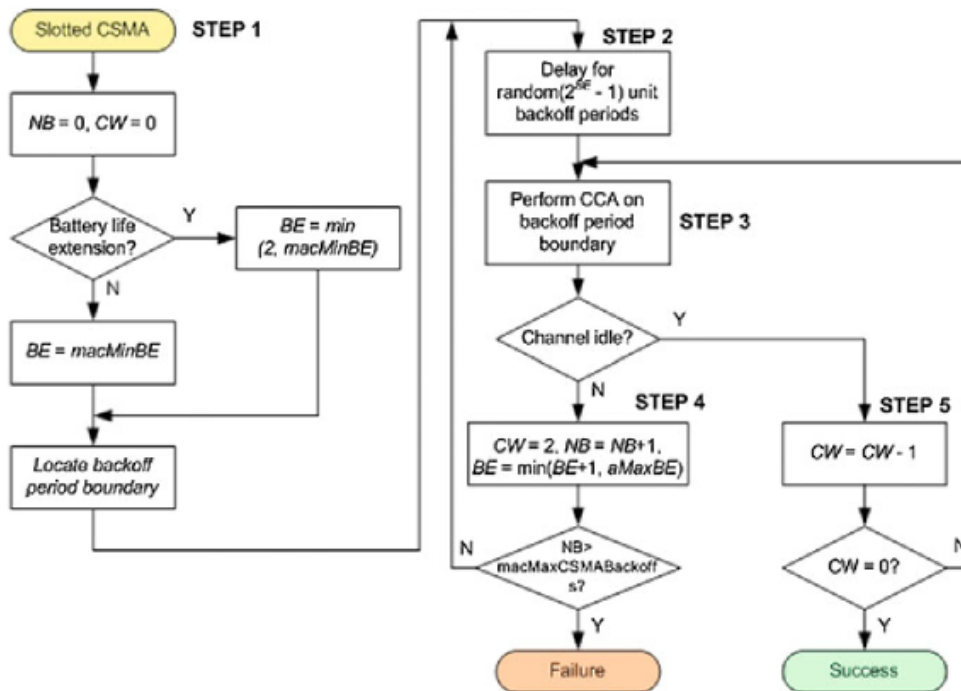 Slotted CSMA
STEP 1
NB = 0, CW = 0
Battery life
extension?
Y
BE = min
(2, macMinBE)
N
BE = macMinBE
Locate backoff
period boundary
STEP 2
Delay for
random(2^BE - 1) unit
backoff periods
Perform CCA on
backoff period
boundary
STEP 3
Channel idle?
Y
N
STEP 4
CW = 2, NB = NB+1,
BE = min(BE+1, aMaxBE)
NB>
macMaxCSMABackoff
s?
N
Y
Failure
STEP 5
CW = CW - 1
CW = 0?
N
Y
Success